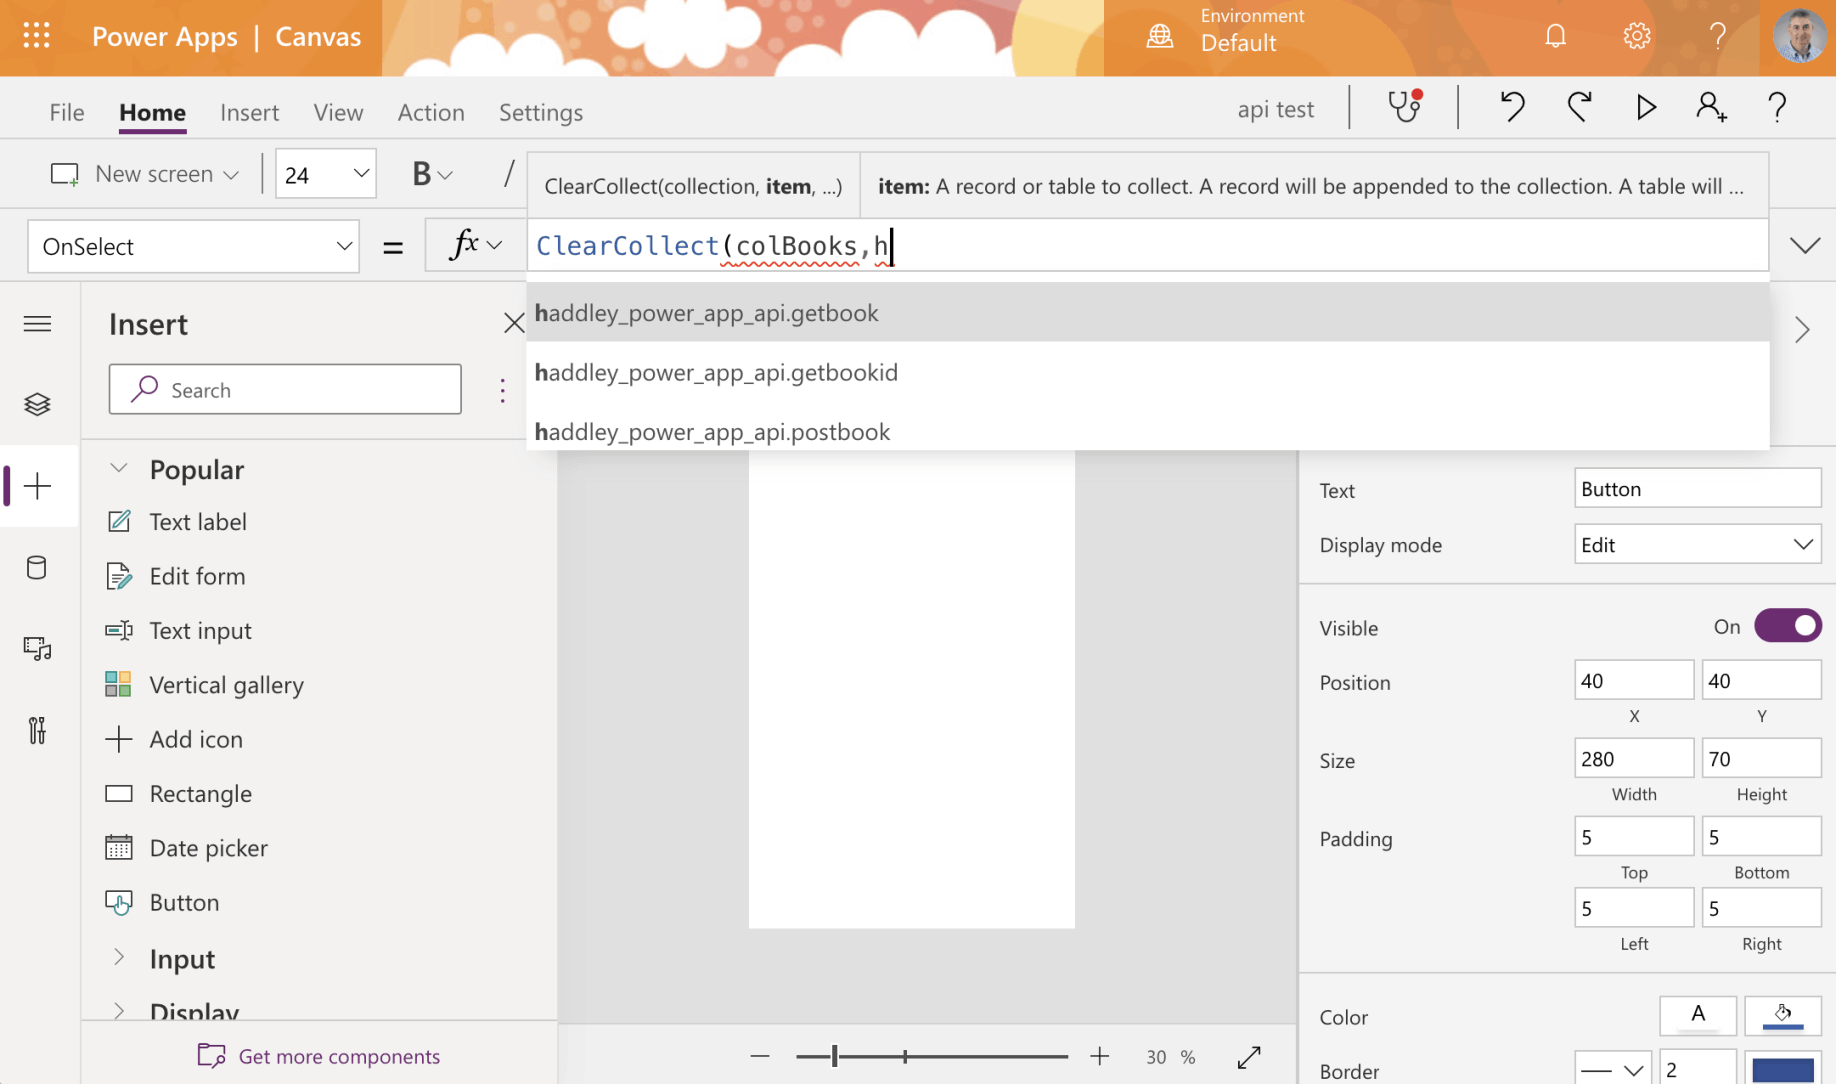 Power Apps | Canvas
Environment
Default
File Home Insert View Action Settings
api test
New screen
24
B
/
ClearCollect(collection, item, ...)
item: A record or table to collect. A record will be appended to the collection. A table will ...
OnSelect
=
fx
ClearCollect(colBooks,h
haddley_power_app_api.getbook
haddley_power_app_api.getbookid
haddley_power_app_api.postbook
Insert
Search
Popular
Text label
Edit form
Text input
Vertical gallery
Add icon
Rectangle
Date picker
Button
Input
Display
Get more components
30 %
Text
Button
Display mode
Edit
Visible
On
Position
40 40
X Y
Size
280 70
Width Height
Padding
5 5
Top Bottom
5 5
Left Right
Color
A
Border
2